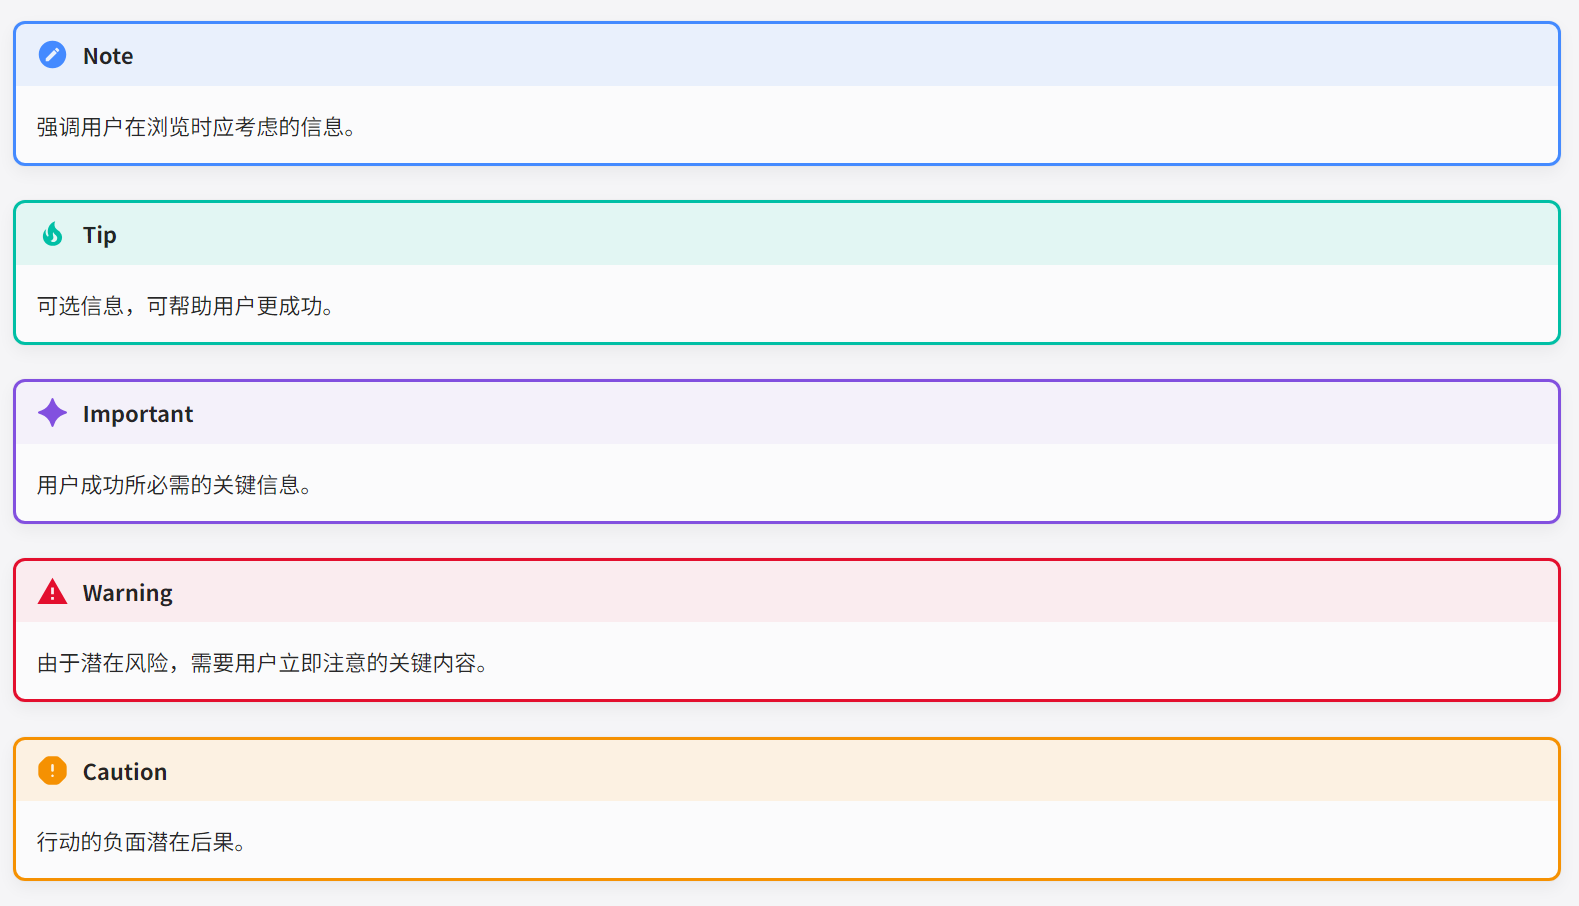 Note
强调用户在浏览时应考虑的信息。
Tip
可选信息，可帮助用户更成功。
Important
用户成功所必需的关键信息。
Warning
由于潜在风险，需要用户立即注意的关键内容。
Caution
行动的负面潜在后果。